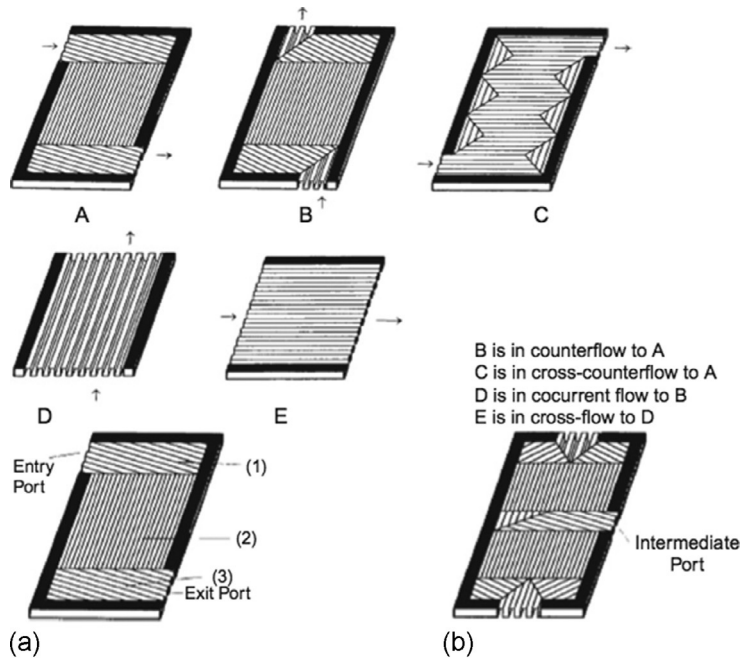 A
B
C
D
E
B is in counterflow to A
C is in cross-counterflow to A
D is in cocurrent flow to B
E is in cross-flow to D
Entry
Port
(1)
(2)
(3)
Exit Port
Intermediate
Port
(a)
(b)